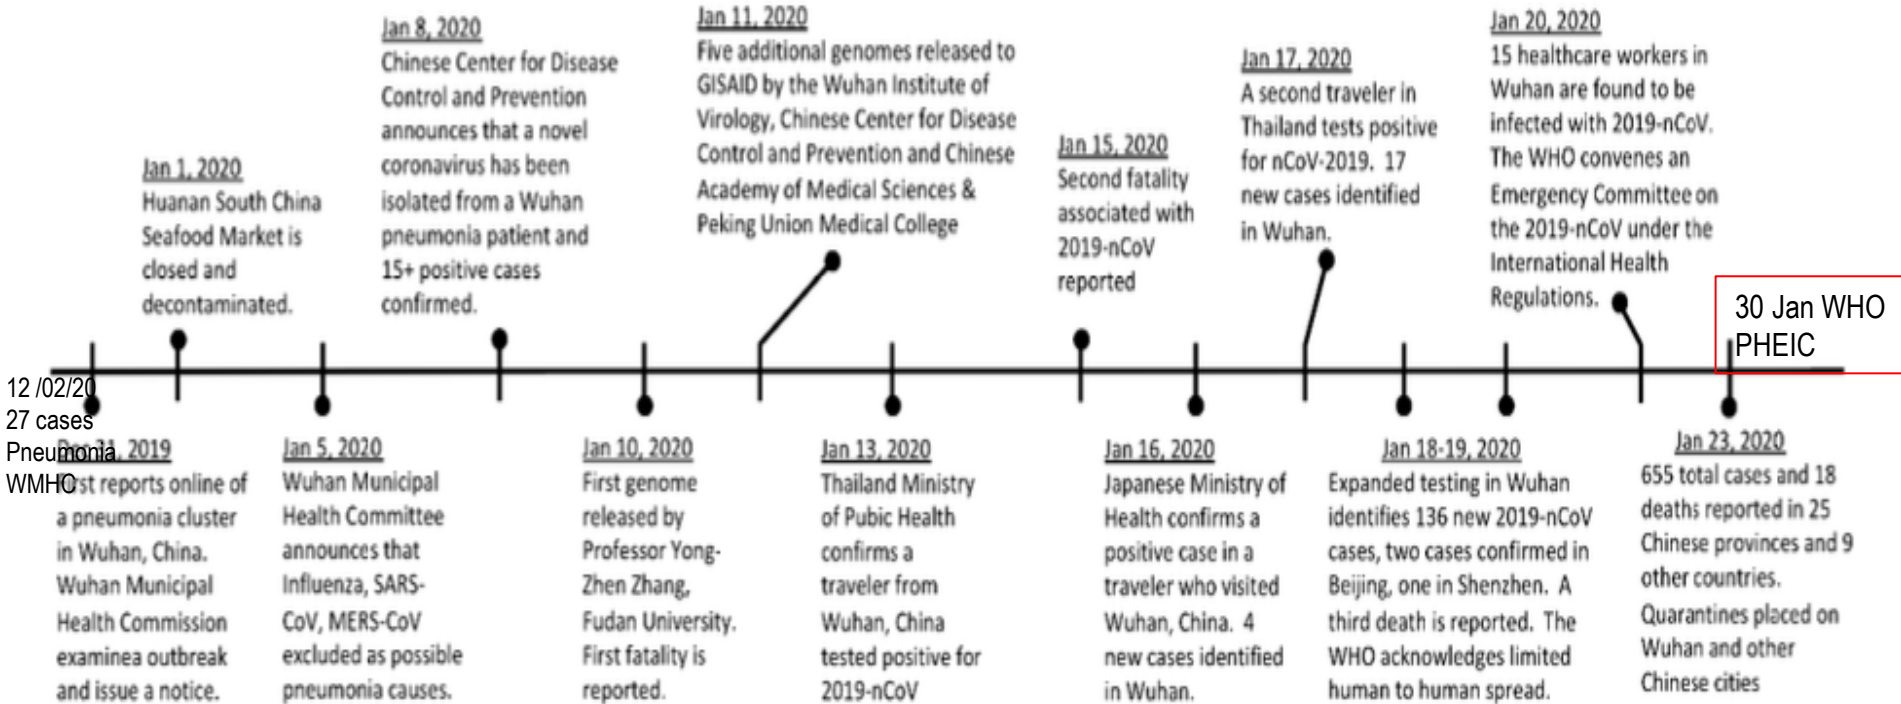 Jan 1, 2020
Huanan South China
Seafood Market is
closed and
decontaminated.
Jan 8, 2020
Chinese Center for Disease
Control and Prevention
announces that a novel
coronavirus has been
isolated from a Wuhan
pneumonia patient and
15+ positive cases
confirmed.
Jan 11, 2020
Five additional genomes released to
GISAID by the Wuhan Institute of
Virology, Chinese Center for Disease
Control and Prevention and Chinese
Academy of Medical Sciences &
Peking Union Medical College
Jan 15, 2020
Second fatality
associated with
2019-nCoV
reported
Jan 17, 2020
A second traveler in
Thailand tests positive
for nCoV-2019. 17
new cases identified
in Wuhan.
Jan 20, 2020
15 healthcare workers in
Wuhan are found to be
infected with 2019-nCoV.
The WHO convenes an
Emergency Committee on
the 2019-nCoV under the
International Health
Regulations.
30 Jan WHO
PHEIC
12 /02/20
27 cases
Pneumonia
WMHC
Dec 31, 2019
First reports online of
a pneumonia cluster
in Wuhan, China.
Wuhan Municipal
Health Commission
examinea outbreak
and issue a notice.
Jan 5, 2020
Wuhan Municipal
Health Committee
announces that
Influenza, SARS-
CoV, MERS-CoV
excluded as possible
pneumonia causes.
Jan 10, 2020
First genome
released by
Professor Yong-
Zhen Zhang,
Fudan University.
First fatality is
reported.
Jan 13, 2020
Thailand Ministry
of Pubic Health
confirms a
traveler from
Wuhan, China
tested positive for
2019-nCoV
Jan 16, 2020
Japanese Ministry of
Health confirms a
positive case in a
traveler who visited
Wuhan, China. 4
new cases identified
in Wuhan.
Jan 18-19, 2020
Expanded testing in Wuhan
identifies 136 new 2019-nCoV
cases, two cases confirmed in
Beijing, one in Shenzhen. A
third death is reported. The
WHO acknowledges limited
human to human spread.
Jan 23, 2020
655 total cases and 18
deaths reported in 25
Chinese provinces and 9
other countries.
Quarantines placed on
Wuhan and other
Chinese cities